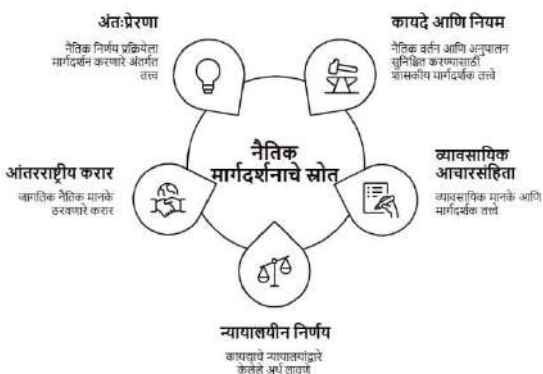 अंतःप्रेरणा
नैतिक निर्णय प्रक्रियेला
मार्गदर्शन करणारे अंतर्गत
तत्त्व
कायदे आणि नियम
नैतिक वर्तन आणि अनुपालन
सुनिश्चित करण्यासाठी
शासकीय मार्गदर्शक तत्त्वे
नैतिक
मार्गदर्शनाचे स्रोत
आंतरराष्ट्रीय करार
जागतिक नैतिक मानके
ठरवणारे करार
व्यावसायिक
आचारसंहिता
व्यावसायिक मानके आणि
मार्गदर्शक तत्त्वे
न्यायालयीन निर्णय
कायद्याचे न्यायालयांद्वारे
केलेले अर्थ लावणे